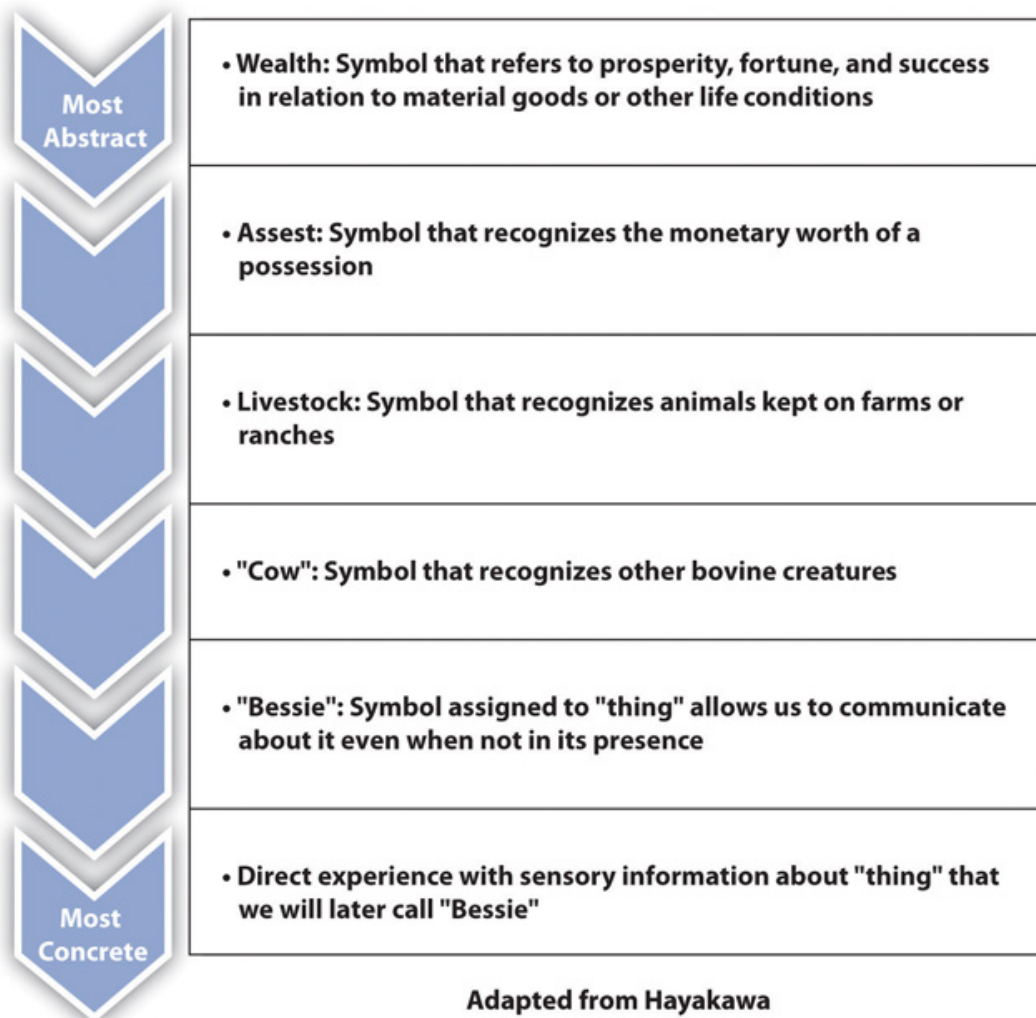 Most
Abstract
• Wealth: Symbol that refers to prosperity, fortune, and success
in relation to material goods or other life conditions
• Assest: Symbol that recognizes the monetary worth of a
possession
• Livestock: Symbol that recognizes animals kept on farms or
ranches
• "Cow": Symbol that recognizes other bovine creatures
• "Bessie": Symbol assigned to "thing" allows us to communicate
about it even when not in its presence
Most
Concrete
• Direct experience with sensory information about "thing" that
we will later call "Bessie"
Adapted from Hayakawa